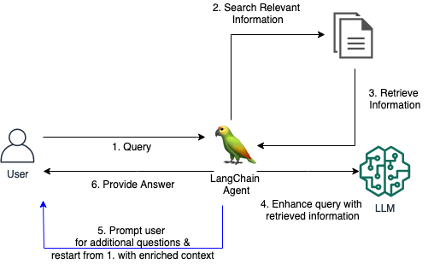 2. Search Relevant
Information
3. Retrieve
Information
1. Query
User
6. Provide Answer
LangChain
Agent
4. Enhance query with
retrieved information
LLM
5. Prompt user
for additional questions &
restart from 1. with enriched context